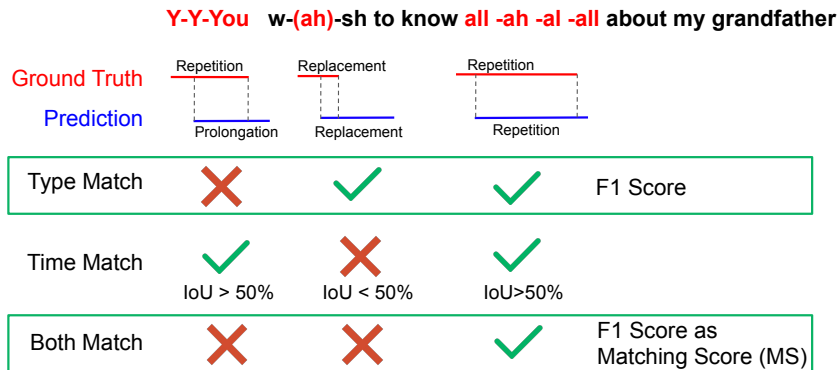 Y-Y-You w-(ah)-sh to know all -ah -al -all about my grandfather
Ground Truth Repetition Replacement Repetition
Prediction Prolongation Replacement Repetition
Type Match F1 Score
Time Match
IoU > 50% IoU < 50% IoU>50%
Both Match F1 Score as
Matching Score (MS)